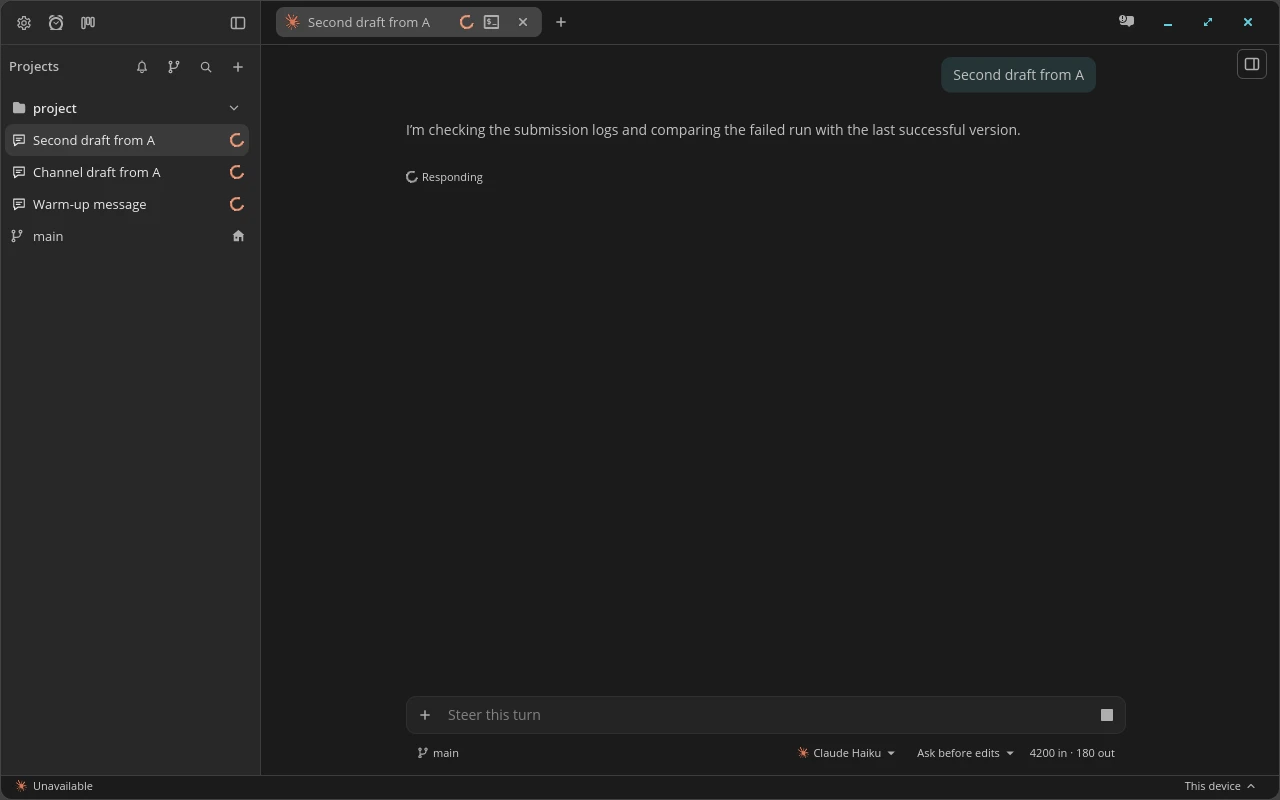 Second draft from A
Projects
project
Second draft from A
Channel draft from A
Warm-up message
main
Second draft from A
I'm checking the submission logs and comparing the failed run with the last successful version.
Responding
Steer this turn
main
Claude Haiku
Ask before edits
4200 in · 180 out
Unavailable
This device